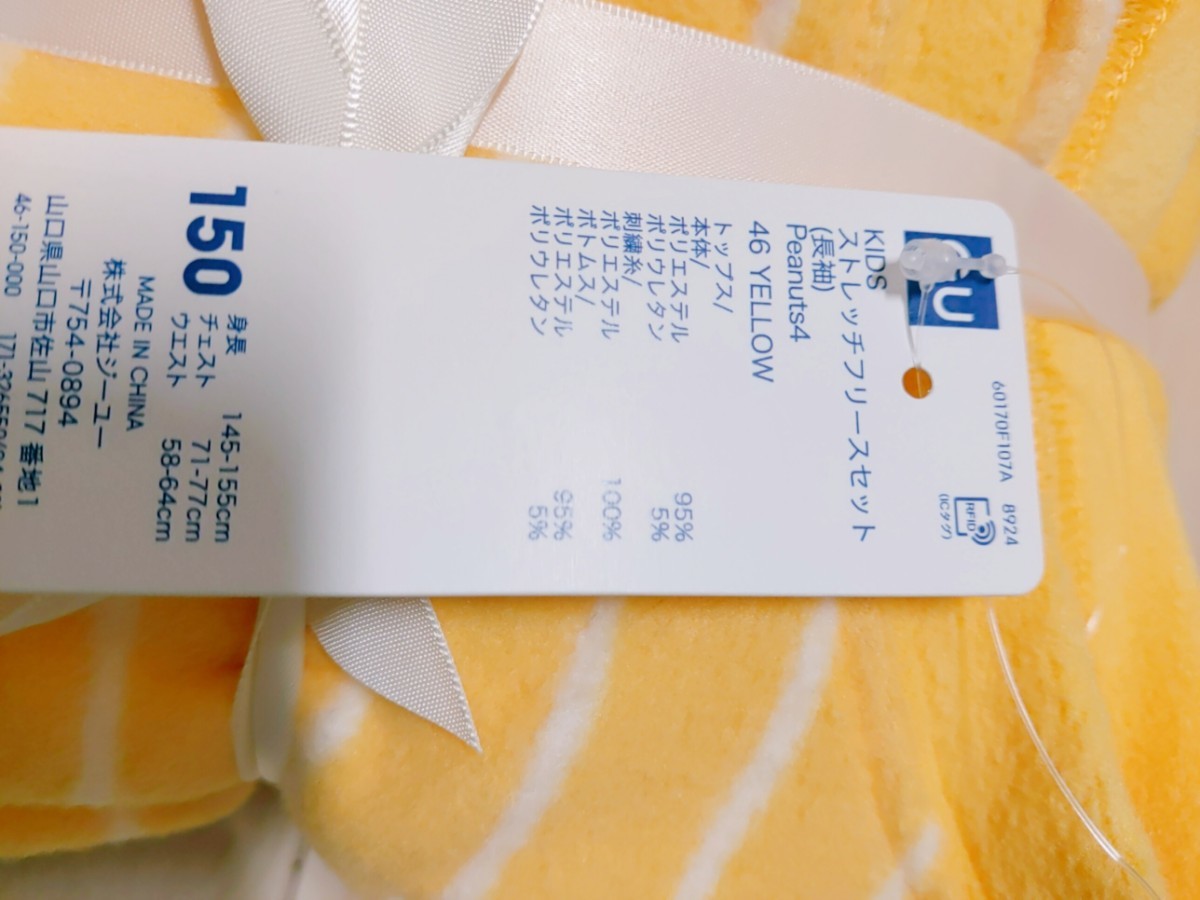 60170F107A 8924
RFID
(ICタグ)
GU
KIDS
ストレッチフリースセット
(長袖)
Peanuts4
46 YELLOW
トップス/
本体/
ポリエステル 95%
ポリウレタン 5%
刺繍糸/
ポリエステル 100%
ボトムス/
ポリエステル 95%
ポリウレタン 5%
150
身長 145-155cm
チェスト 71-77cm
ウエスト 58-64cm
MADE IN CHINA
株式会社ジーユー
〒754-0894
山口県山口市佐山 717 番地 1
46-150-000